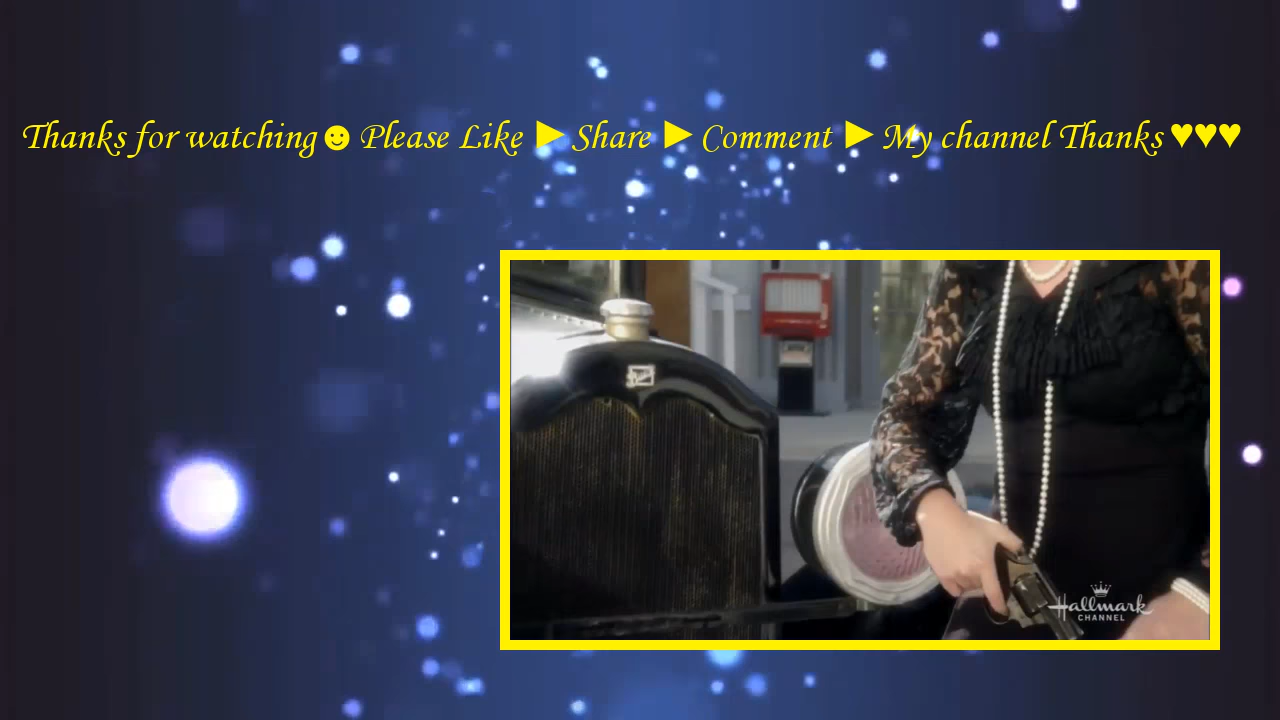 Thanks for watching☻Please Like ►Share ►Comment ►My channel Thanks♥♥♥
Hallmark
CHANNEL